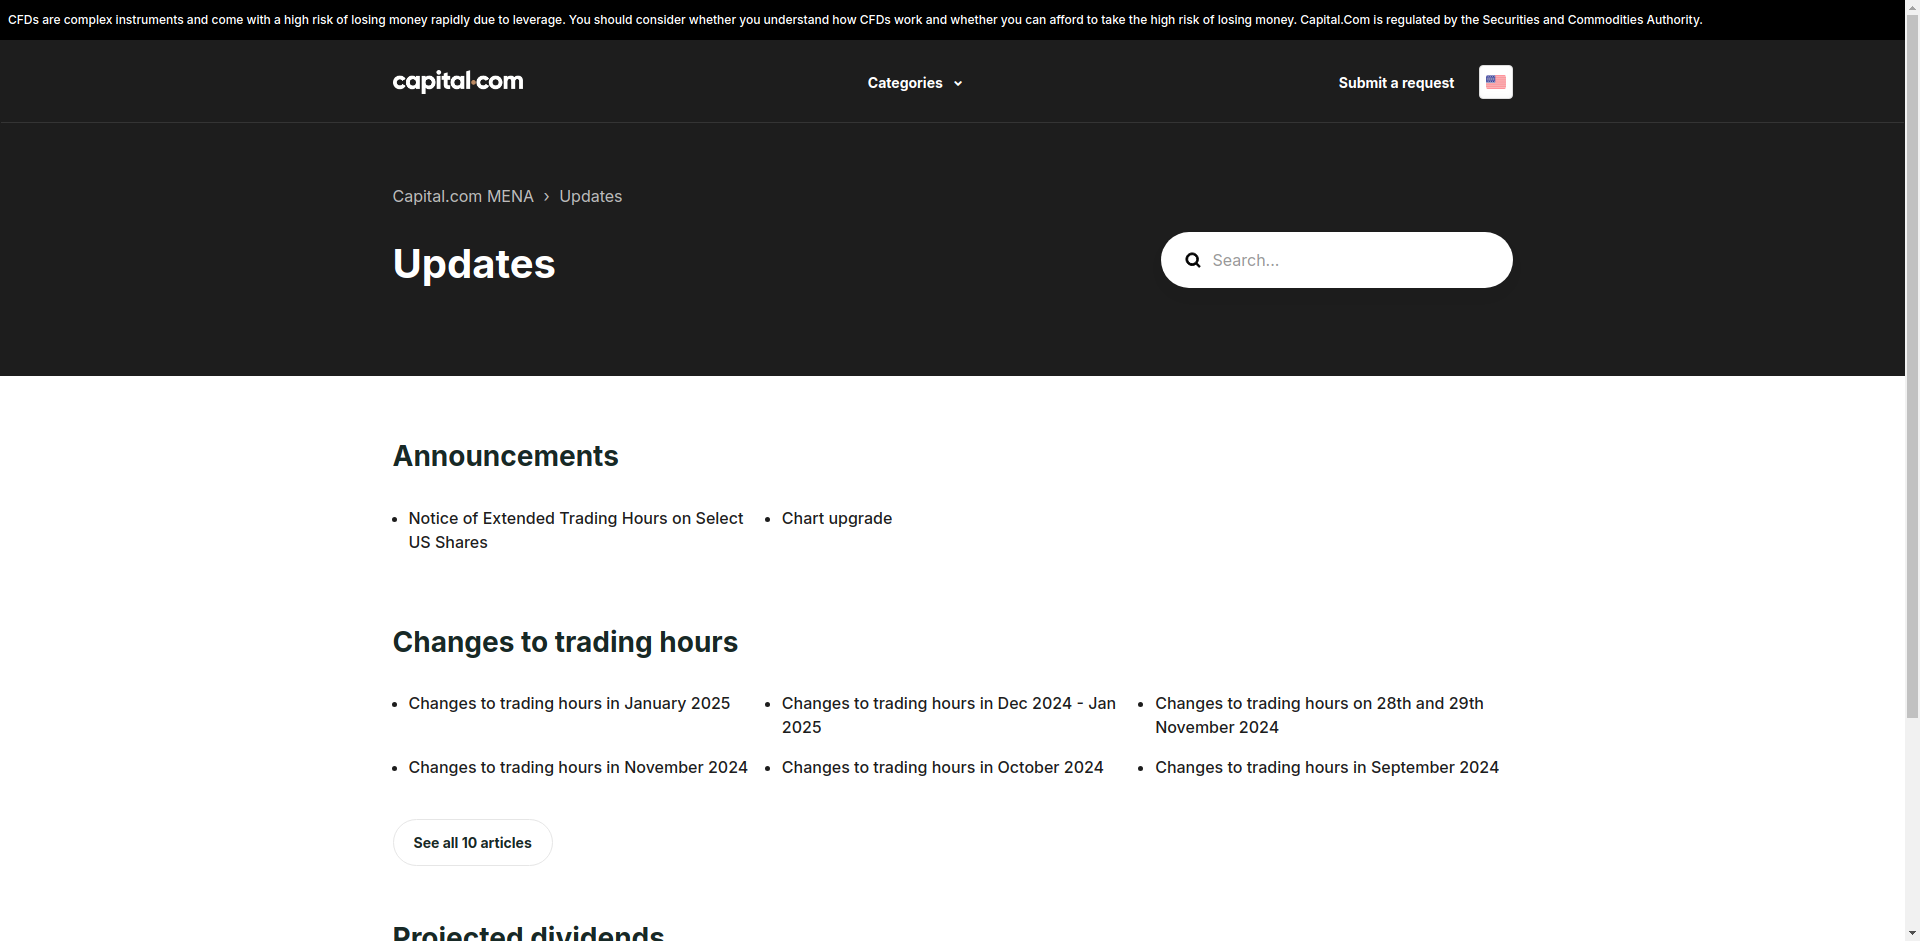 CFDs are complex instruments and come with a high risk of losing money rapidly due to leverage. You should consider whether you understand how CFDs work and whether you can afford to take the high risk of losing money. Capital.Com is regulated by the Securities and Commodities Authority.
capital.com
Categories
Submit a request
Capital.com MENA › Updates
Updates
Search...
Announcements
• Notice of Extended Trading Hours on Select
US Shares
• Chart upgrade
Changes to trading hours
• Changes to trading hours in January 2025
• Changes to trading hours in Dec 2024 - Jan
2025
• Changes to trading hours on 28th and 29th
November 2024
• Changes to trading hours in November 2024
• Changes to trading hours in October 2024
• Changes to trading hours in September 2024
See all 10 articles
Projected dividends